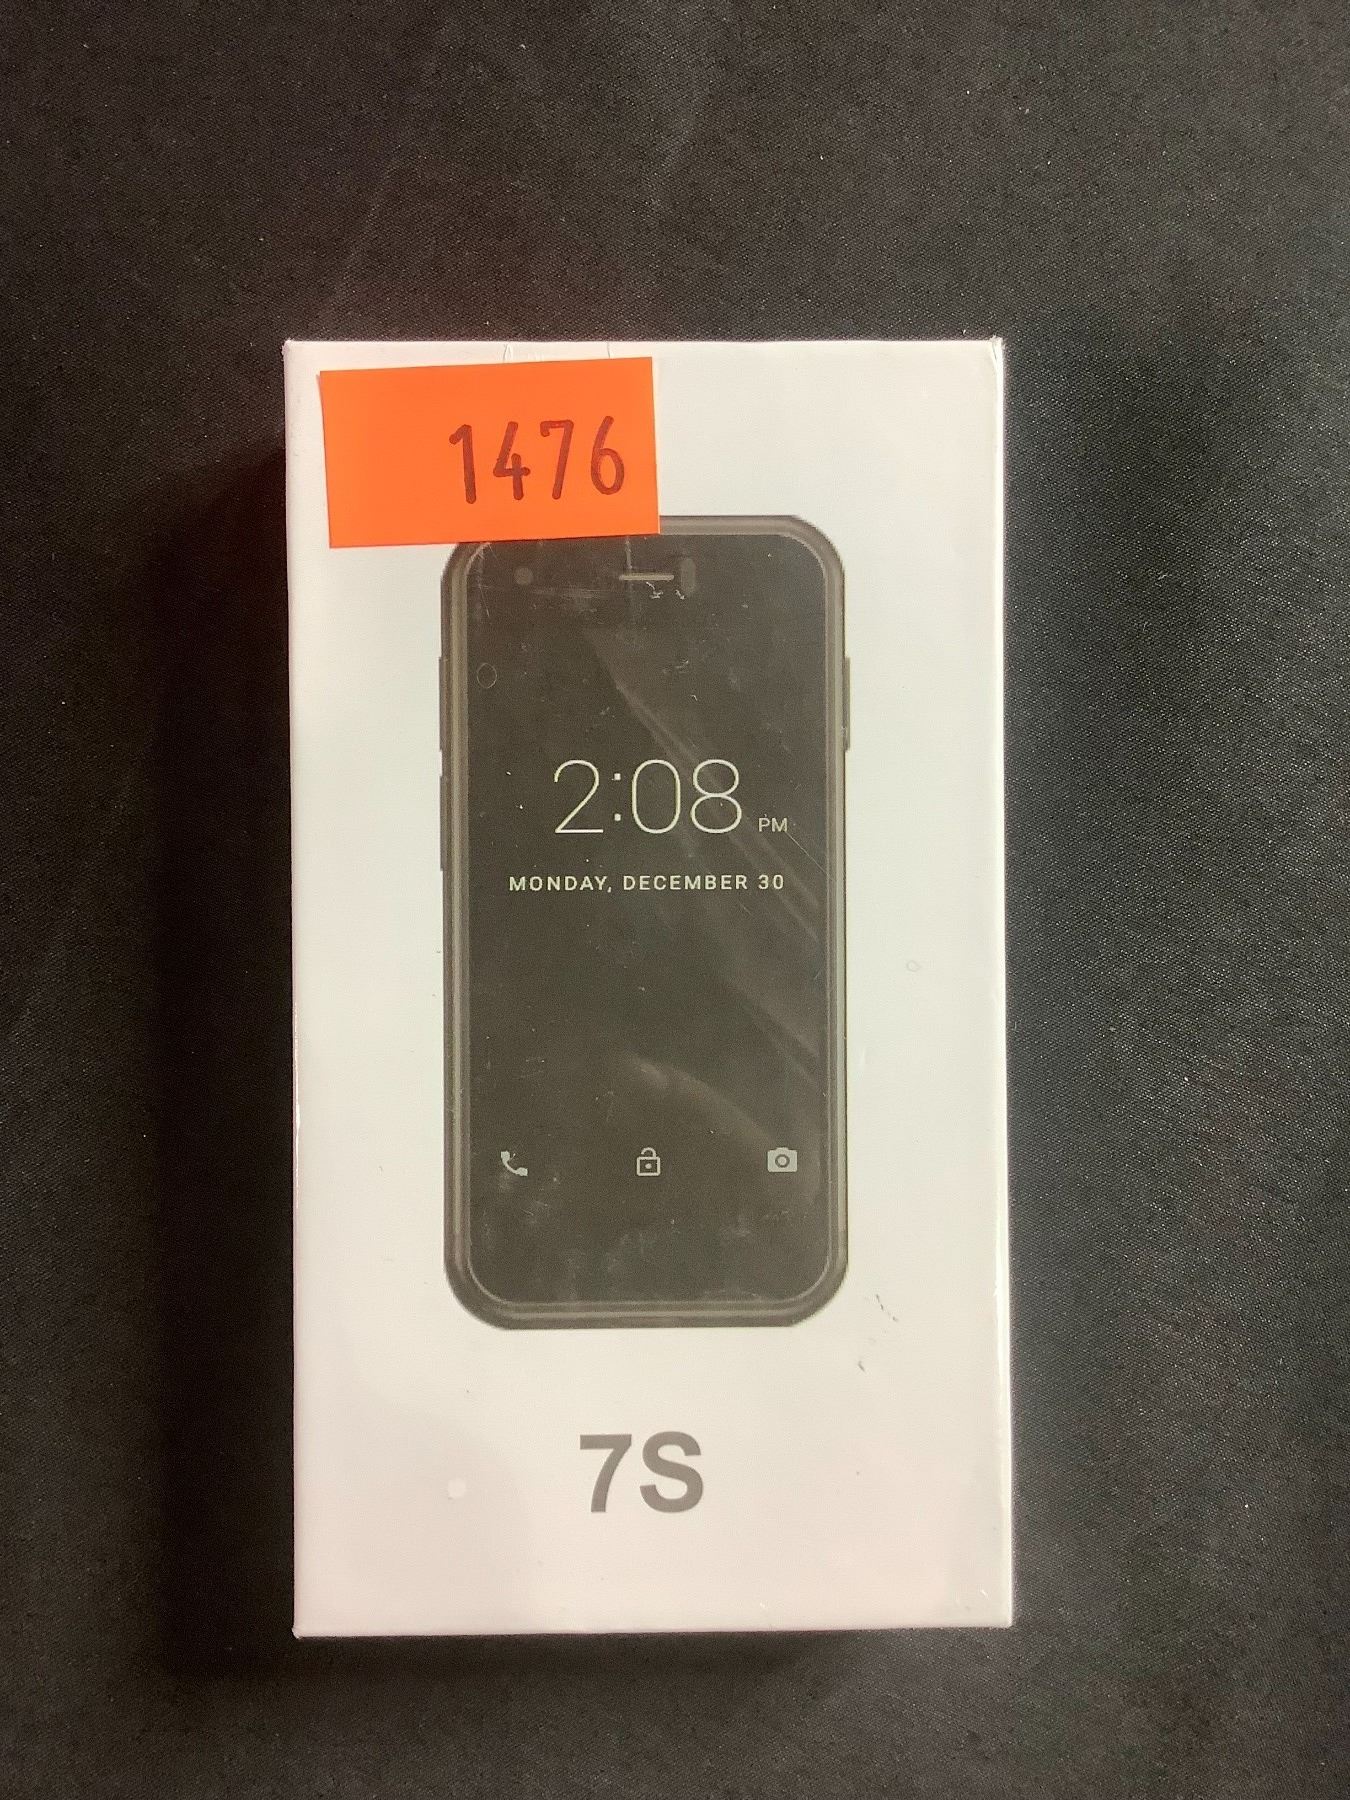 1476
2:08 PM
MONDAY, DECEMBER 30
7S